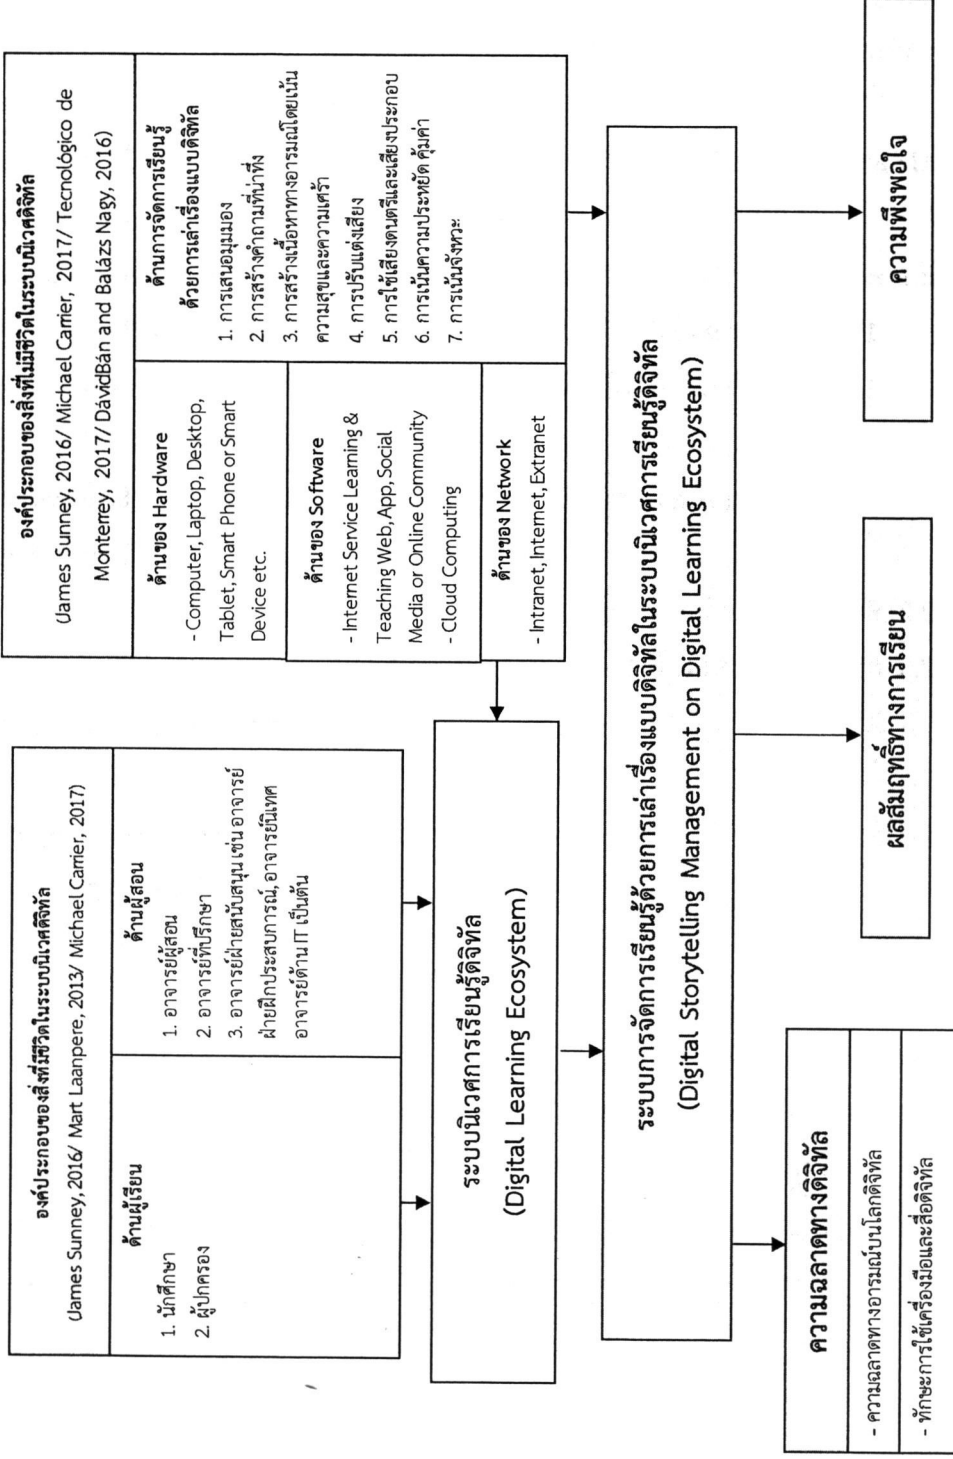 องค์ประกอบของสิ่งที่มีชีวิตในระบบนิเวศดิจิทัล
(James Sunney, 2016/ Mart Laanpere, 2013/ Michael Carrier, 2017)
ด้านผู้เรียน
1. นักศึกษา
2. ผู้ปกครอง
ด้านผู้สอน
1. อาจารย์ผู้สอน
2. อาจารย์ที่ปรึกษา
3. อาจารย์ฝ่ายสนับสนุน เช่น อาจารย์
ฝ่ายฝึกประสบการณ์, อาจารย์นิเทศ
อาจารย์ด้าน IT เป็นต้น
องค์ประกอบของสิ่งที่ไม่มีชีวิตในระบบนิเวศดิจิทัล
(James Sunney, 2016/ Michael Carrier, 2017/ Tecnológico de
Monterrey, 2017/ DávidBán and Balázs Nagy, 2016)
ด้านของ Hardware
- Computer, Laptop, Desktop,
Tablet, Smart Phone or Smart
Device etc.
ด้านของ Software
- Internet Service Learning &
Teaching Web, App, Social
Media or Online Community
- Cloud Computing
ด้านของ Network
- Intranet, Internet, Extranet
ด้านการจัดการเรียนรู้
ด้วยการเล่าเรื่องแบบดิจิทัล
1. การเสนอมุมมอง
2. การสร้างคำถามที่น่าทึ่ง
3. การสร้างเนื้อหาทางอารมณ์โดยเน้น
ความสุขและความเศร้า
4. การปรับแต่งเสียง
5. การใช้เสียงดนตรีและเสียงประกอบ
6. การเน้นความประหยัด คุ้มค่า
7. การเน้นจังหวะ
ระบบนิเวศการเรียนรู้ดิจิทัล
(Digital Learning Ecosystem)
ระบบการจัดการเรียนรู้ด้วยการเล่าเรื่องแบบดิจิทัลในระบบนิเวศการเรียนรู้ดิจิทัล
(Digital Storytelling Management on Digital Learning Ecosystem)
ความฉลาดทางดิจิทัล
- ความฉลาดทางอารมณ์บนโลกดิจิทัล
- ทักษะการใช้เครื่องมือและสื่อดิจิทัล
ผลสัมฤทธิ์ทางการเรียน
ความพึงพอใจ